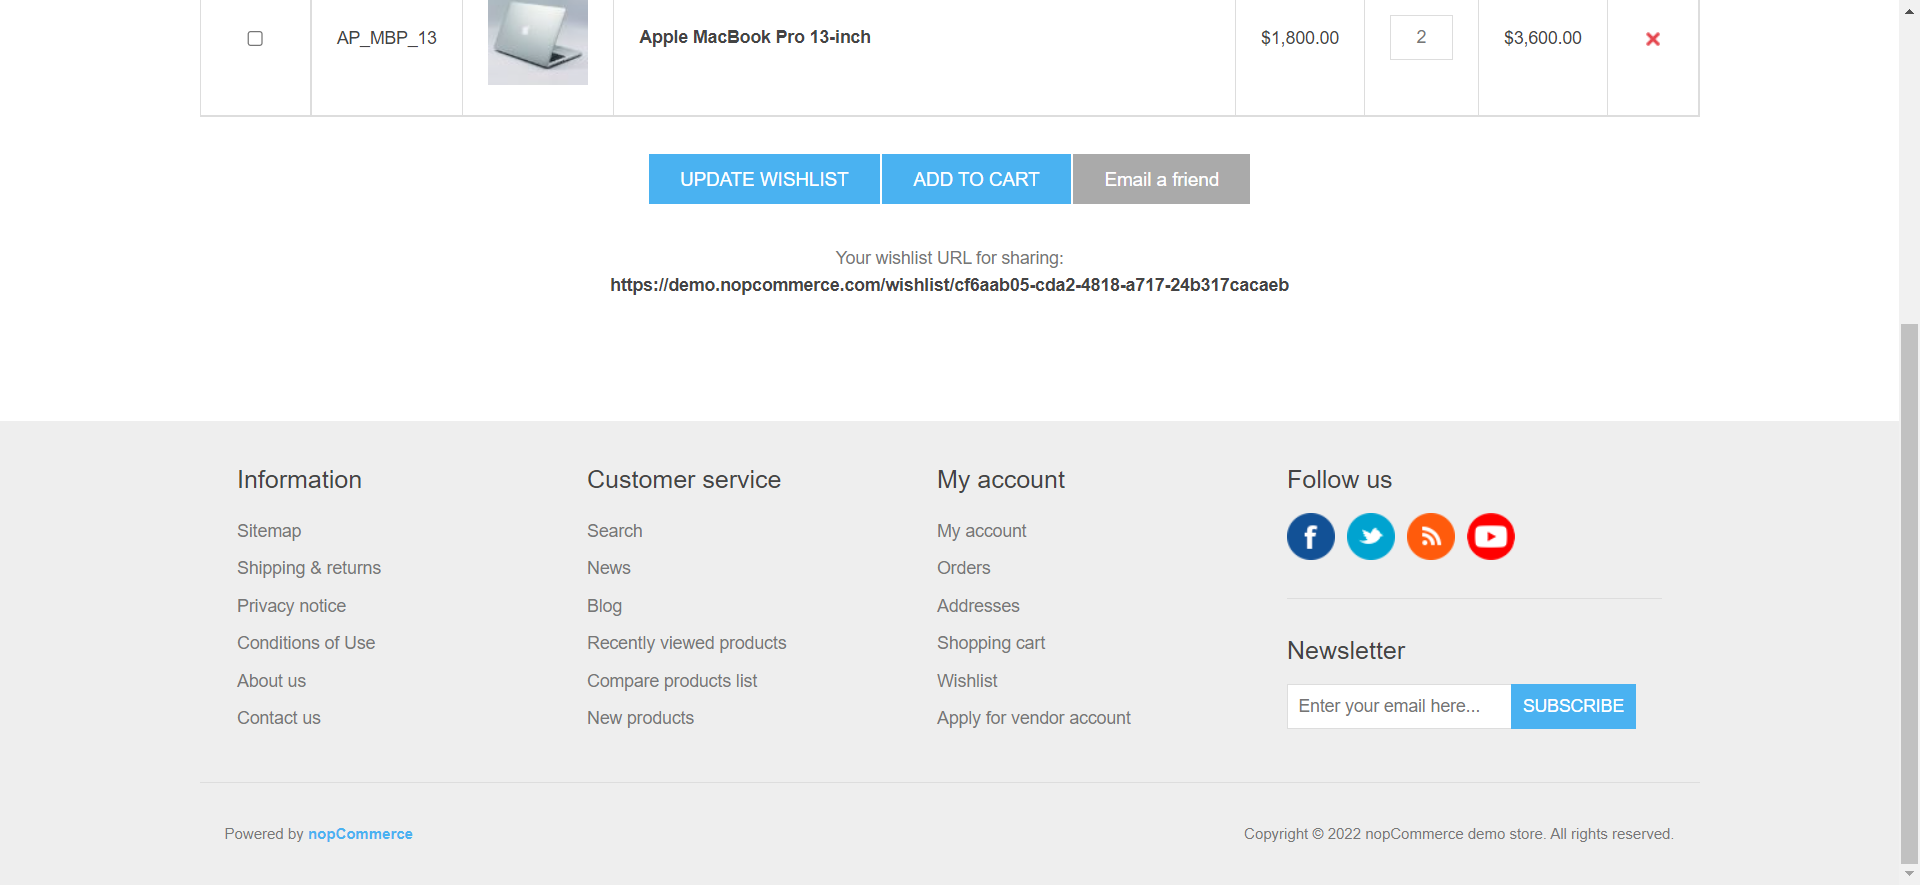 AP_MBP_13 Apple MacBook Pro 13-inch $1,800.00 2 $3,600.00
UPDATE WISHLIST ADD TO CART Email a friend
Your wishlist URL for sharing:
https://demo.nopcommerce.com/wishlist/cf6aab05-cda2-4818-a717-24b317cacaeb
Information
Sitemap
Shipping & returns
Privacy notice
Conditions of Use
About us
Contact us
Customer service
Search
News
Blog
Recently viewed products
Compare products list
New products
My account
My account
Orders
Addresses
Shopping cart
Wishlist
Apply for vendor account
Follow us
Newsletter
Enter your email here... SUBSCRIBE
Powered by nopCommerce
Copyright © 2022 nopCommerce demo store. All rights reserved.